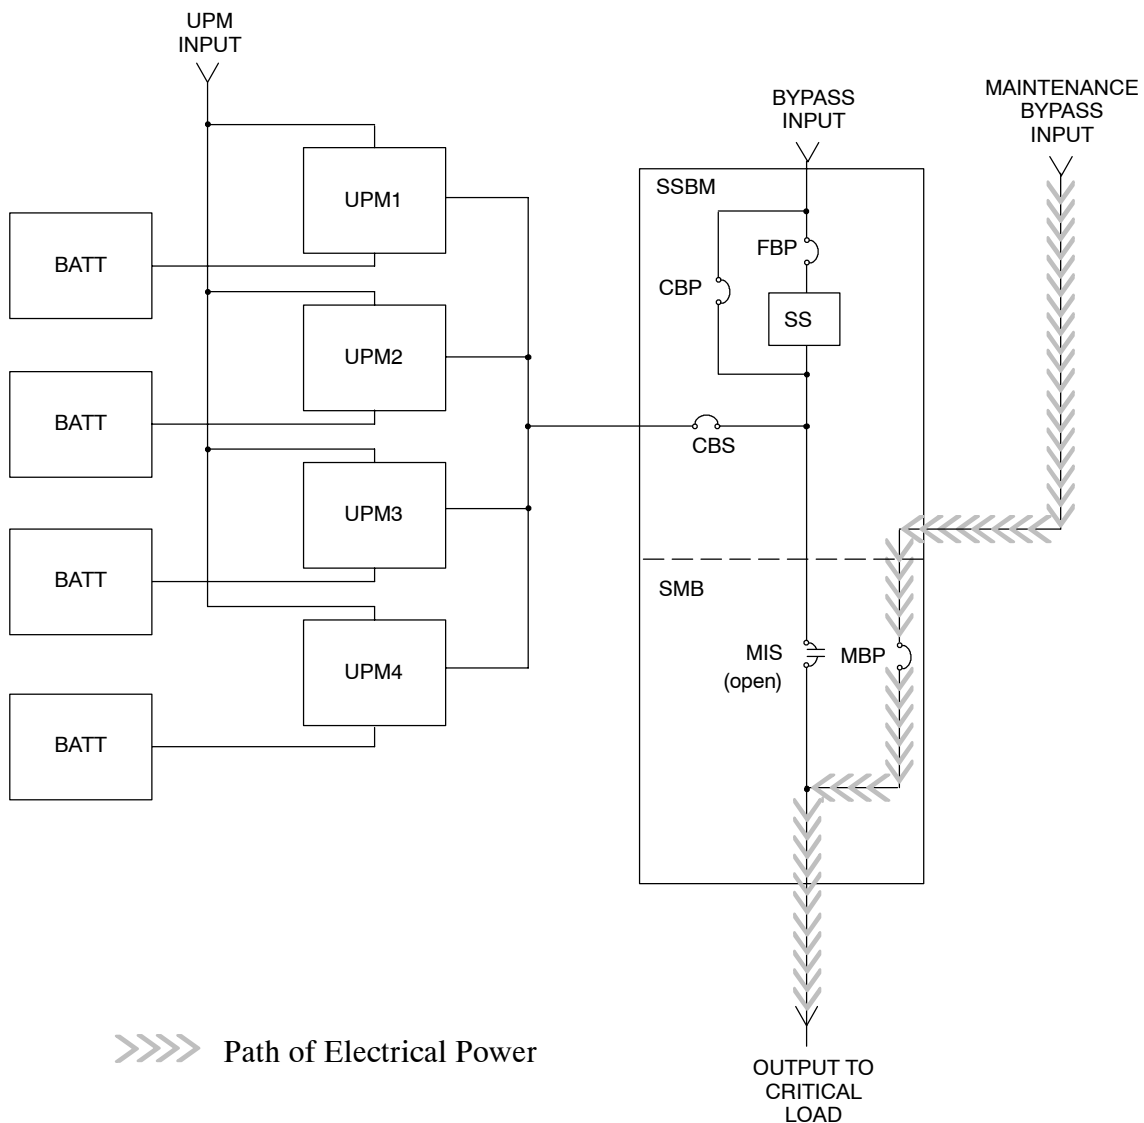 UPM
INPUT
BYPASS
INPUT
MAINTENANCE
BYPASS
INPUT
SSBM
UPM1
BATT
FBP
CBP
SS
UPM2
BATT
CBS
UPM3
BATT
SMB
MIS
(open)
MBP
UPM4
BATT
Path of Electrical Power
OUTPUT TO
CRITICAL
LOAD